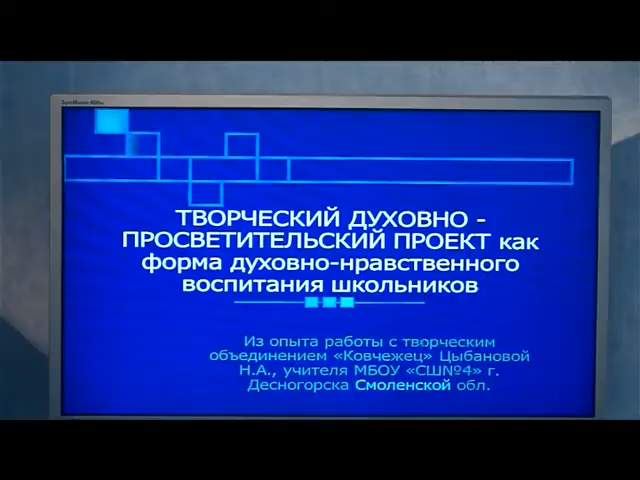 ТВОРЧЕСКИЙ ДУХОВНО -
ПРОСВЕТИТЕЛЬСКИЙ ПРОЕКТ как
форма духовно-нравственного
воспитания школьников
Из опыта работы с творческим
объединением «Ковчежец» Цыбановой
Н.А., учителя МБОУ «СШ№4» г.
Десногорска Смоленской обл.